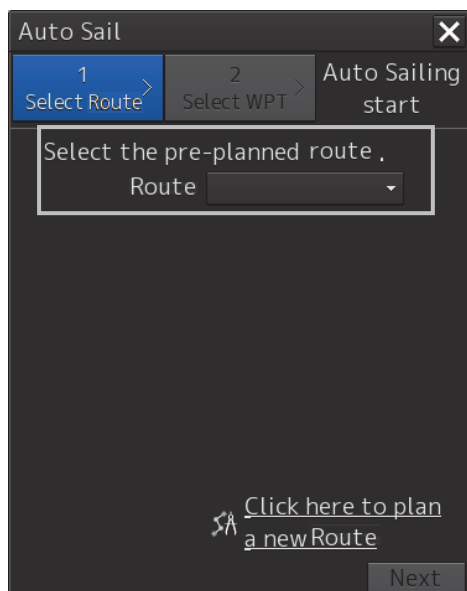 Auto Sail
1
Select Route
2
Select WPT
Auto Sailing
start
Select the pre-planned route .
Route
Click here to plan
a new Route
Next